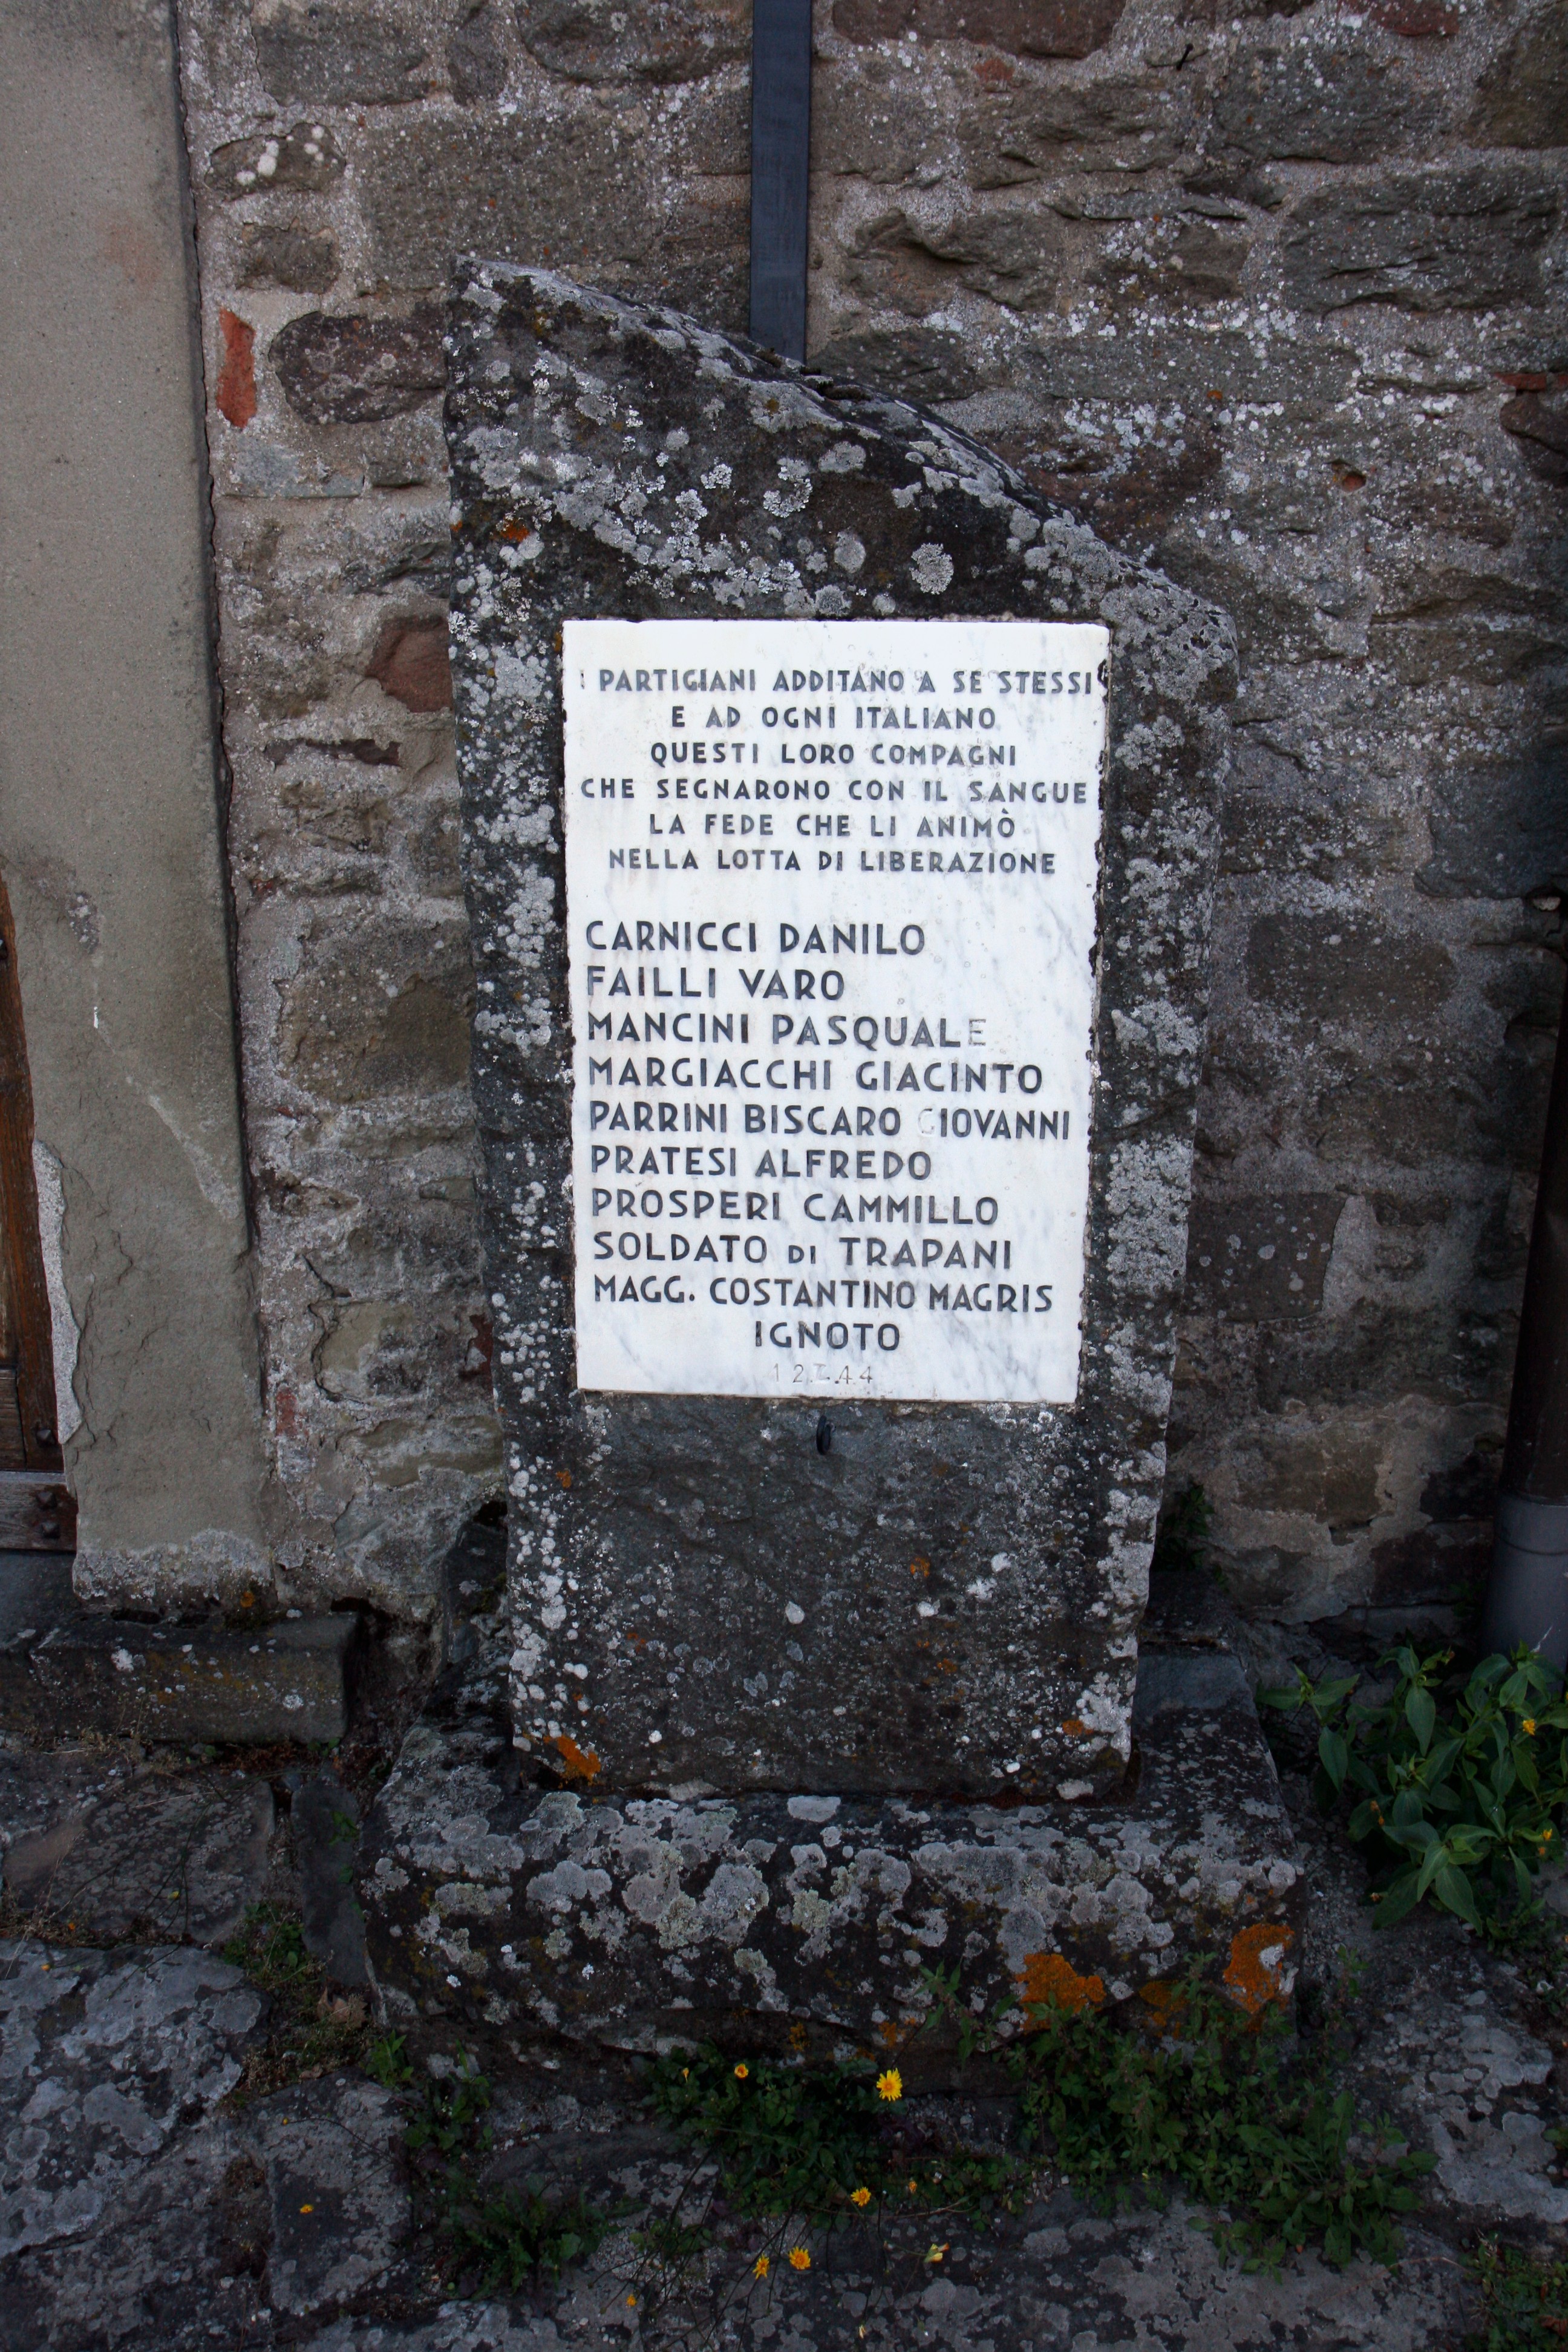 I PARTIGIANI ADDITANO A SE STESSI
E AD OGNI ITALIANO
QUESTI LORO COMPAGNI
CHE SEGNARONO CON IL SANGUE
LA FEDE CHE LI ANIMÒ
NELLA LOTTA DI LIBERAZIONE
CARNICCI DANILO
FAILLI VARO
MANCINI PASQUALE
MARGIACCHI GIACINTO
PARRINI BISCARO GIOVANNI
PRATESI ALFREDO
PROSPERI CAMMILLO
SOLDATO DI TRAPANI
MAGG. COSTANTINO MAGRIS
IGNOTO